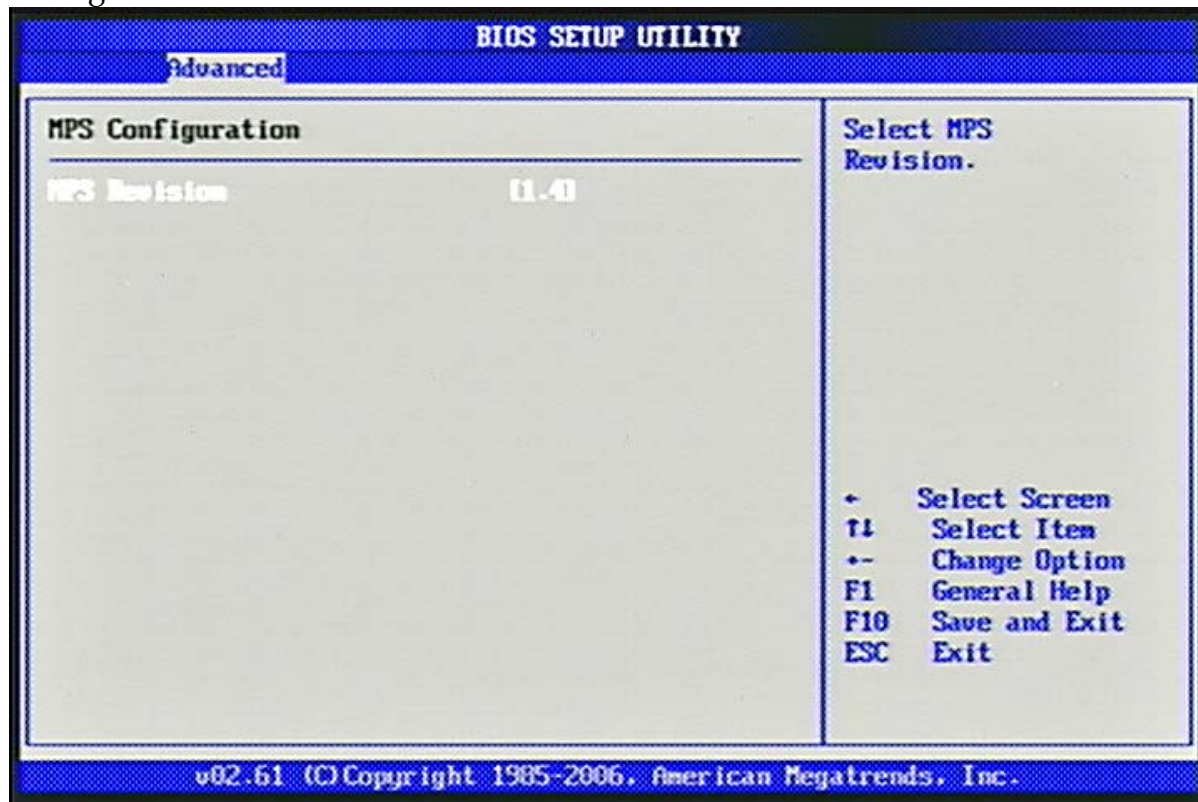 BIOS SETUP UTILITY
Advanced
MPS Configuration
MPS Revision [1.4]
Select MPS
Revision.
← Select Screen
↑↓ Select Item
+- Change Option
F1 General Help
F10 Save and Exit
ESC Exit
v02.61 (C)Copyright 1985-2006, American Megatrends, Inc.